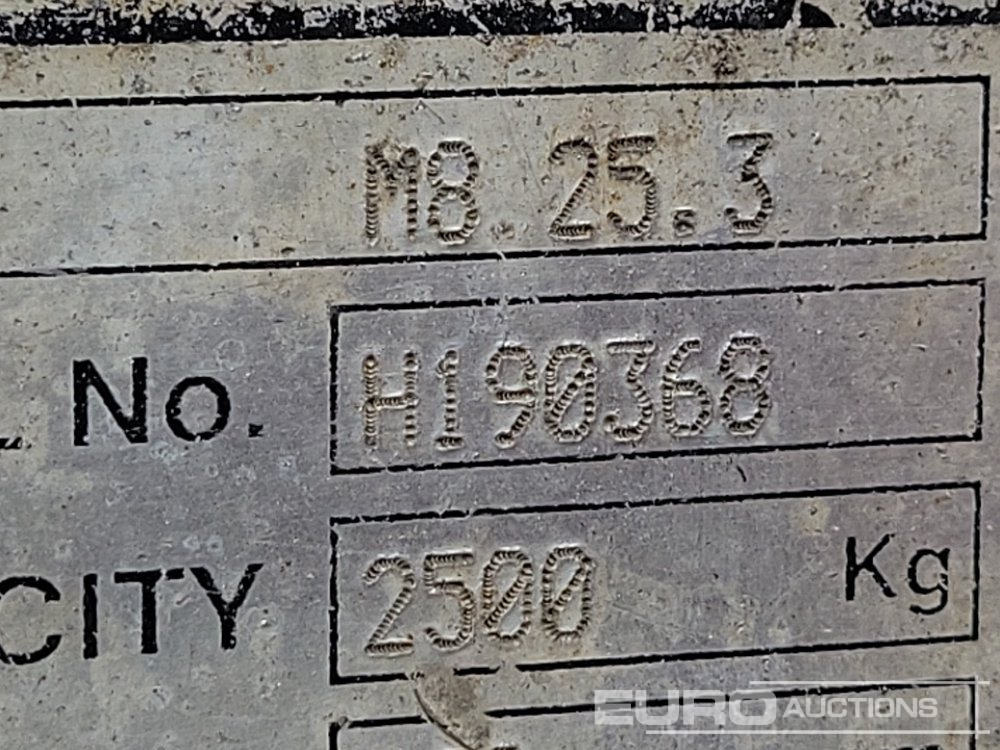 M8.25.3
No. H190368
CITY 2500 Kg
EURO AUCTIONS